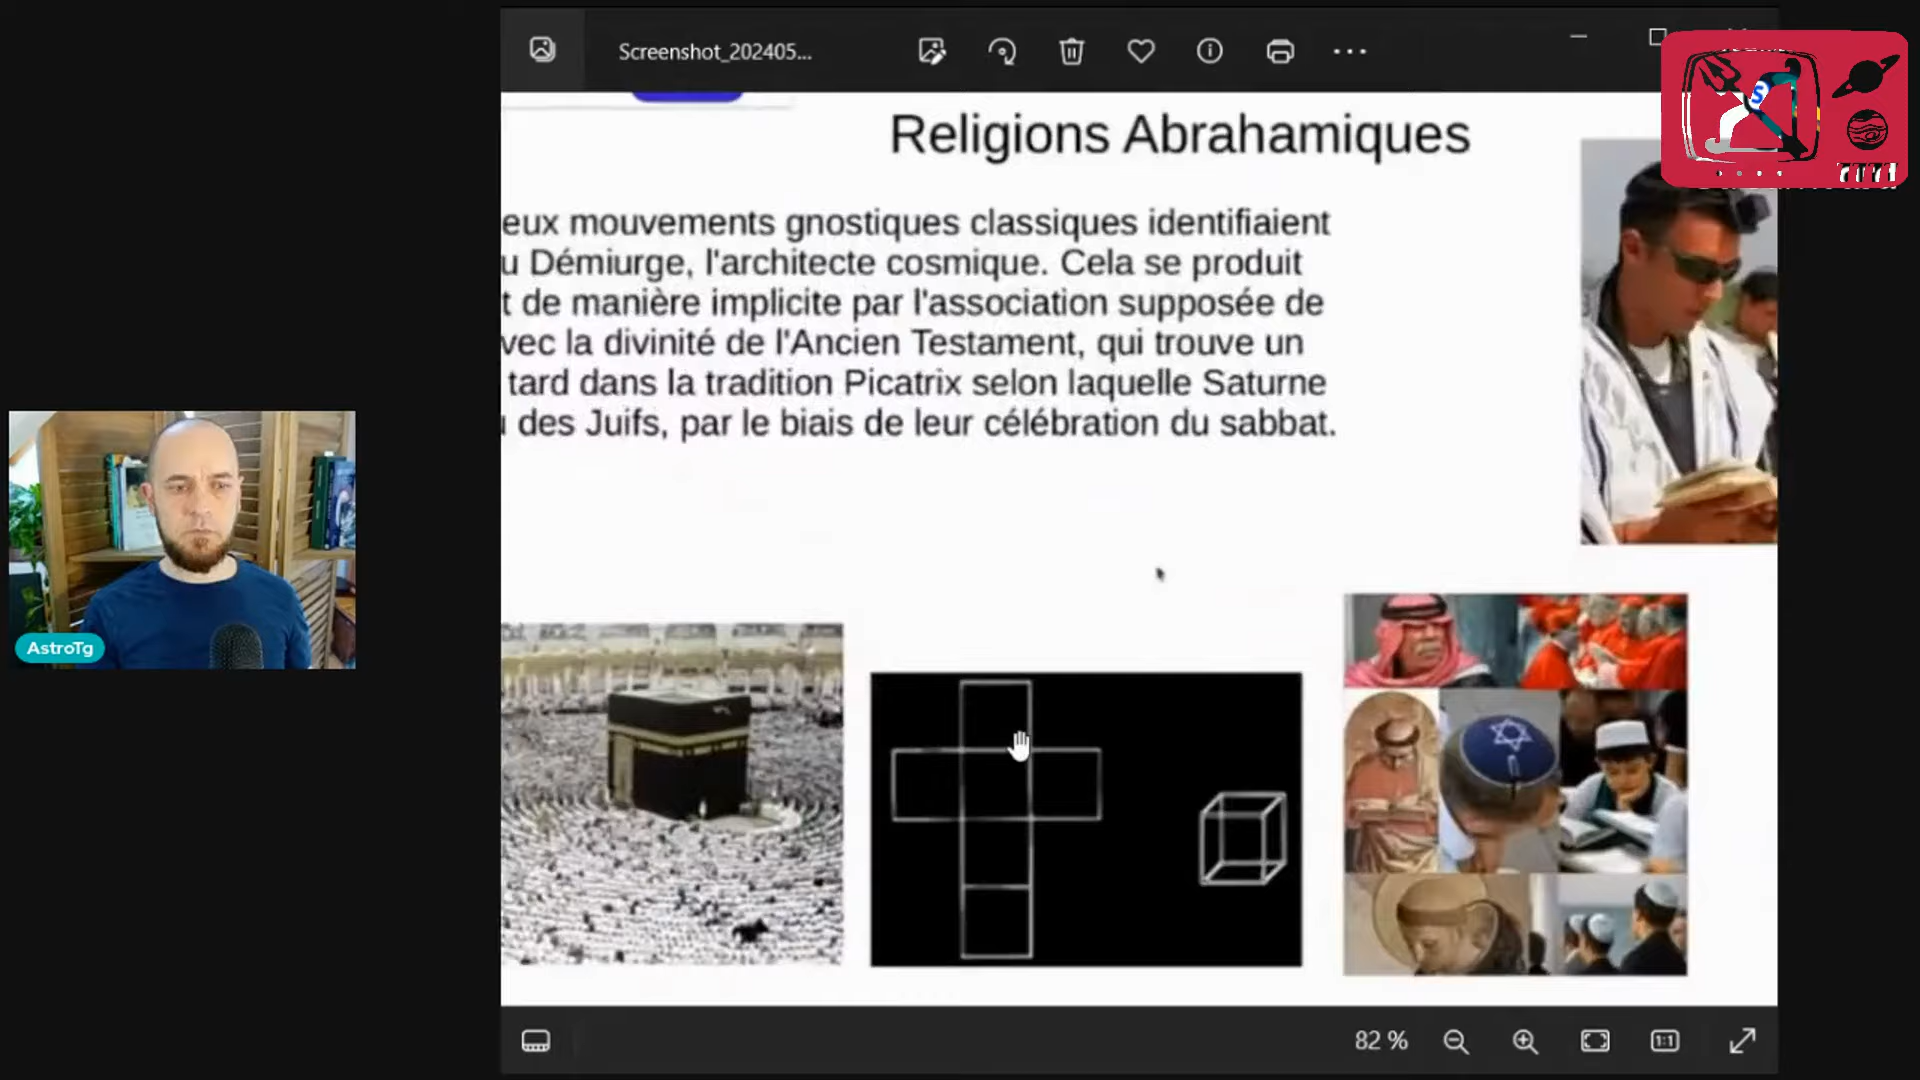 Screenshot_202405...
Religions Abrahamiques
eux mouvements gnostiques classiques identifiaient
u Démiurge, l'architecte cosmique. Cela se produit
t de manière implicite par l'association supposée de
vec la divinité de l'Ancien Testament, qui trouve un
tard dans la tradition Picatrix selon laquelle Saturne
des Juifs, par le biais de leur célébration du sabbat.
AstroTg
S
82 %
1:1